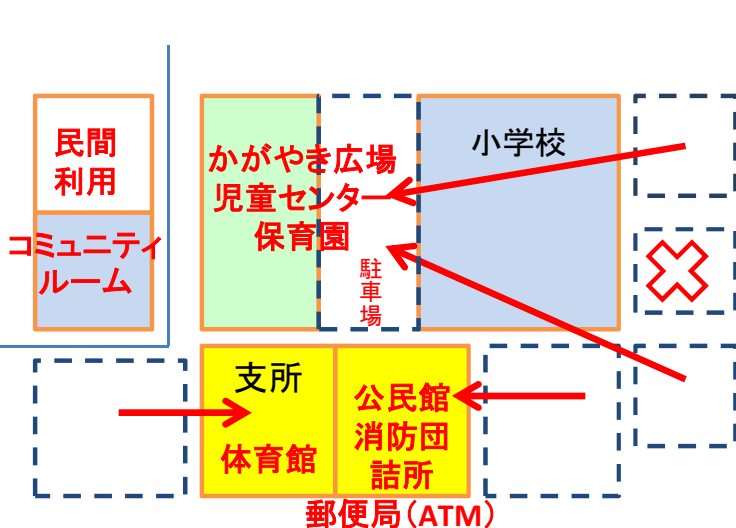 民間
利用
コミュニティ
ルーム
かがやき広場
児童センター
保育園
駐車場
小学校
支所
体育館
公民館
消防団
詰所
郵便局(ATM)